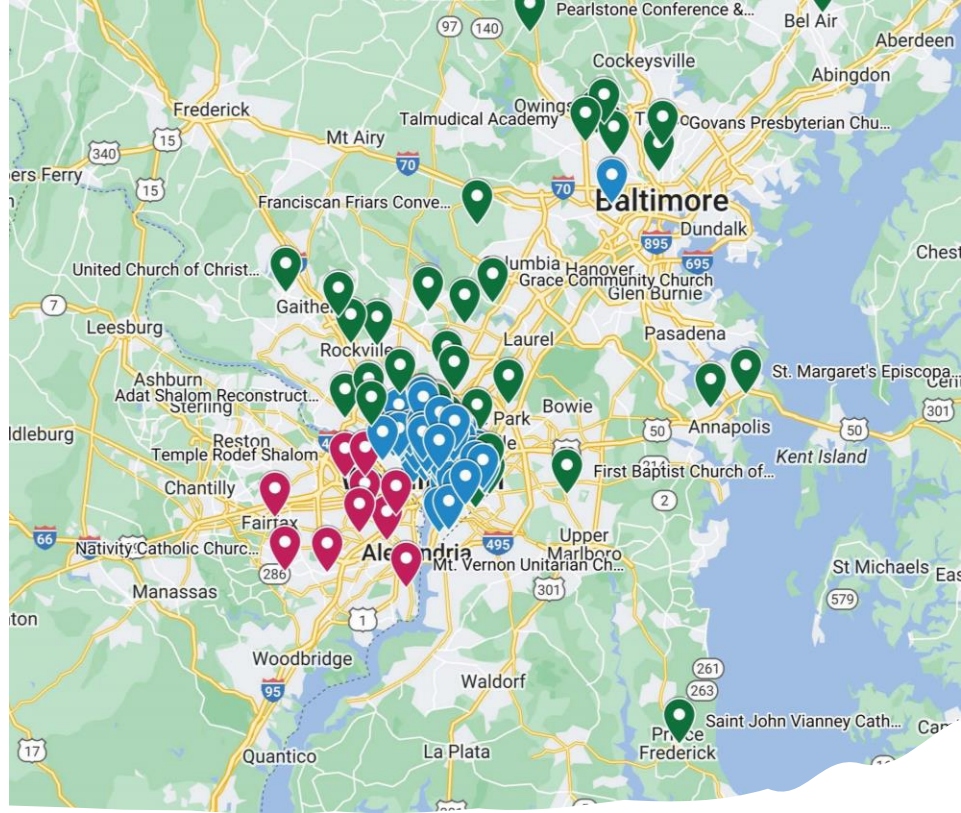 Pearlstone Conference &...
Bel Air
97
140
Aberdeen
Cockeysville
Abingdon
Frederick
Owings
Talmudical Academy
Govans Presbyterian Chu...
15
Mt Airy
340
70
ers Ferry
15
70
Franciscan Friars Conve...
Baltimore
Dundalk
895
Chest
United Church of Christ...
umbia
Hanover
695
Grace Community Church
Glen Burnie
7
Gaithe
Leesburg
Laurel
Pasadena
Rockville
Ashburn
St. Margaret's Episcopa...
Adat Shalom Reconstruct...
Sterling
Bowie
301
Park
50
Annapolis
50
ddleburg
Reston
Temple Rodef Shalom
Kent Island
First Baptist Church of...
Chantilly
2
Fairfax
66
495
Upper
Marlboro
Nativity Catholic Churc...
Alexandria
Mt. Vernon Unitarian Ch...
St Michaels
Eas
286
301
Manassas
579
1
ton
Woodbridge
261
95
Waldorf
263
Saint John Vianney Cath...
Prince
Frederick
17
Quantico
La Plata